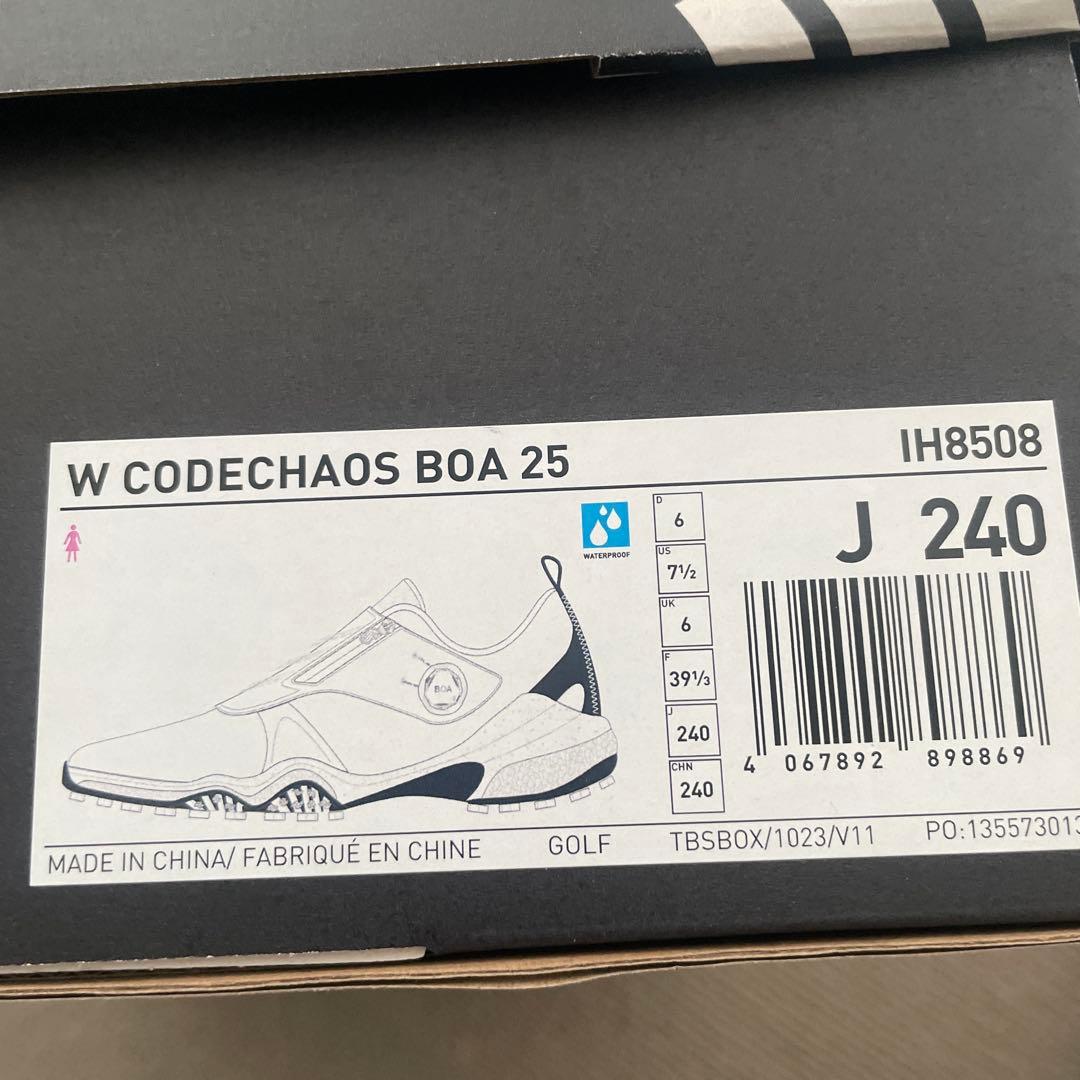 W CODECHAOS BOA 25
IH8508
WATERPROOF
BOA
D
6
US
7½
UK
6
F
39⅓
J
240
CHN
240
J 240
4 067892 898869
MADE IN CHINA/ FABRIQUÉ EN CHINE
GOLF
TBSBOX/1023/V11
PO:135573013